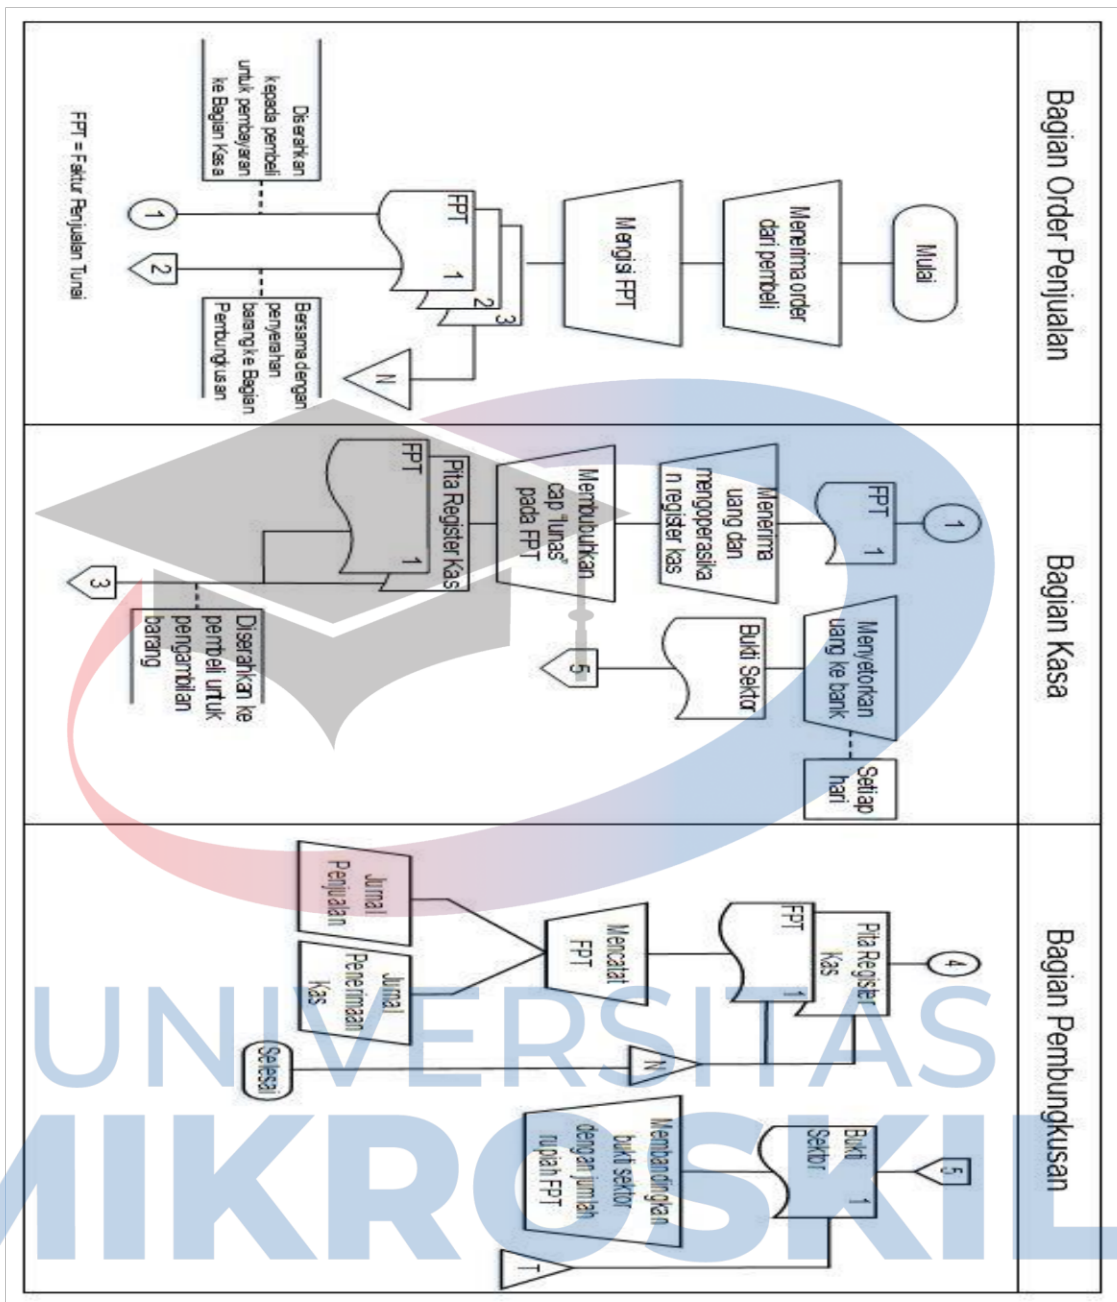 Bagian Order Penjualan
Mulai
Menerima order
dari pembeli
Mengisi FPT
FPT
1
2
3
N
Diserahkan
kepada pembeli
untuk pembayaran
ke Bagian Kasa
1
2
Bersama dengan
penyerahan
barang ke Bagian
Pembungkusan
FPT = Faktur Penjualan Tunai
Bagian Kasa
1
FPT
1
Menerima
uang dan
mengoperasika
n register kas
Membubuhkan
cap "lunas"
pada FPT
Pita Register Kas
FPT
1
3
Diserahkan ke
pembeli untuk
pengambilan
barang
Menyetorkan
uang ke bank
Setiap
hari
Bukti Sektor
5
Bagian Pembungkusan
4
Pita Register
Kas
FPT
1
Mencatat
FPT
Jurnal
Penjualan
Jurnal
Penerimaan
Kas
N
Selesai
5
Bukti
Sektor
1
Membandingkan
bukti sektor
dengan jumlah
rupiah FPT
T
UNIVERSITAS
MIKROSKIL